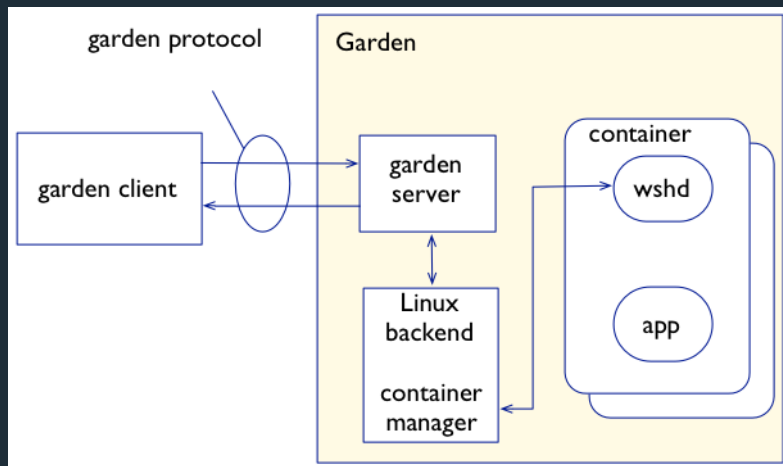 garden protocol
Garden
garden client
garden
server
container
wshd
app
Linux
backend
container
manager